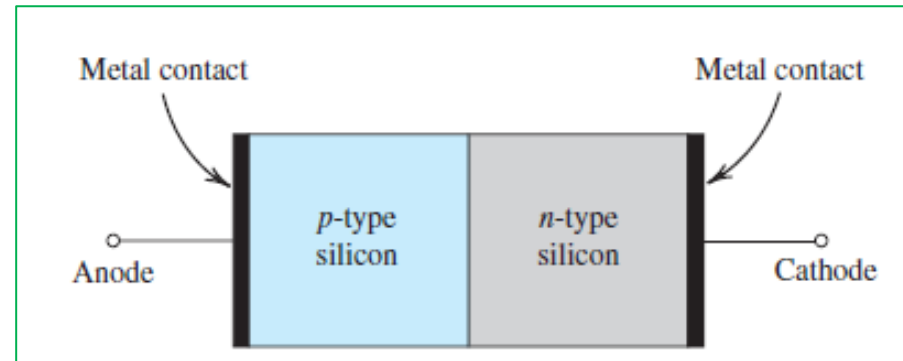 Metal contact
Metal contact
p-type
silicon
n-type
silicon
Anode
Cathode